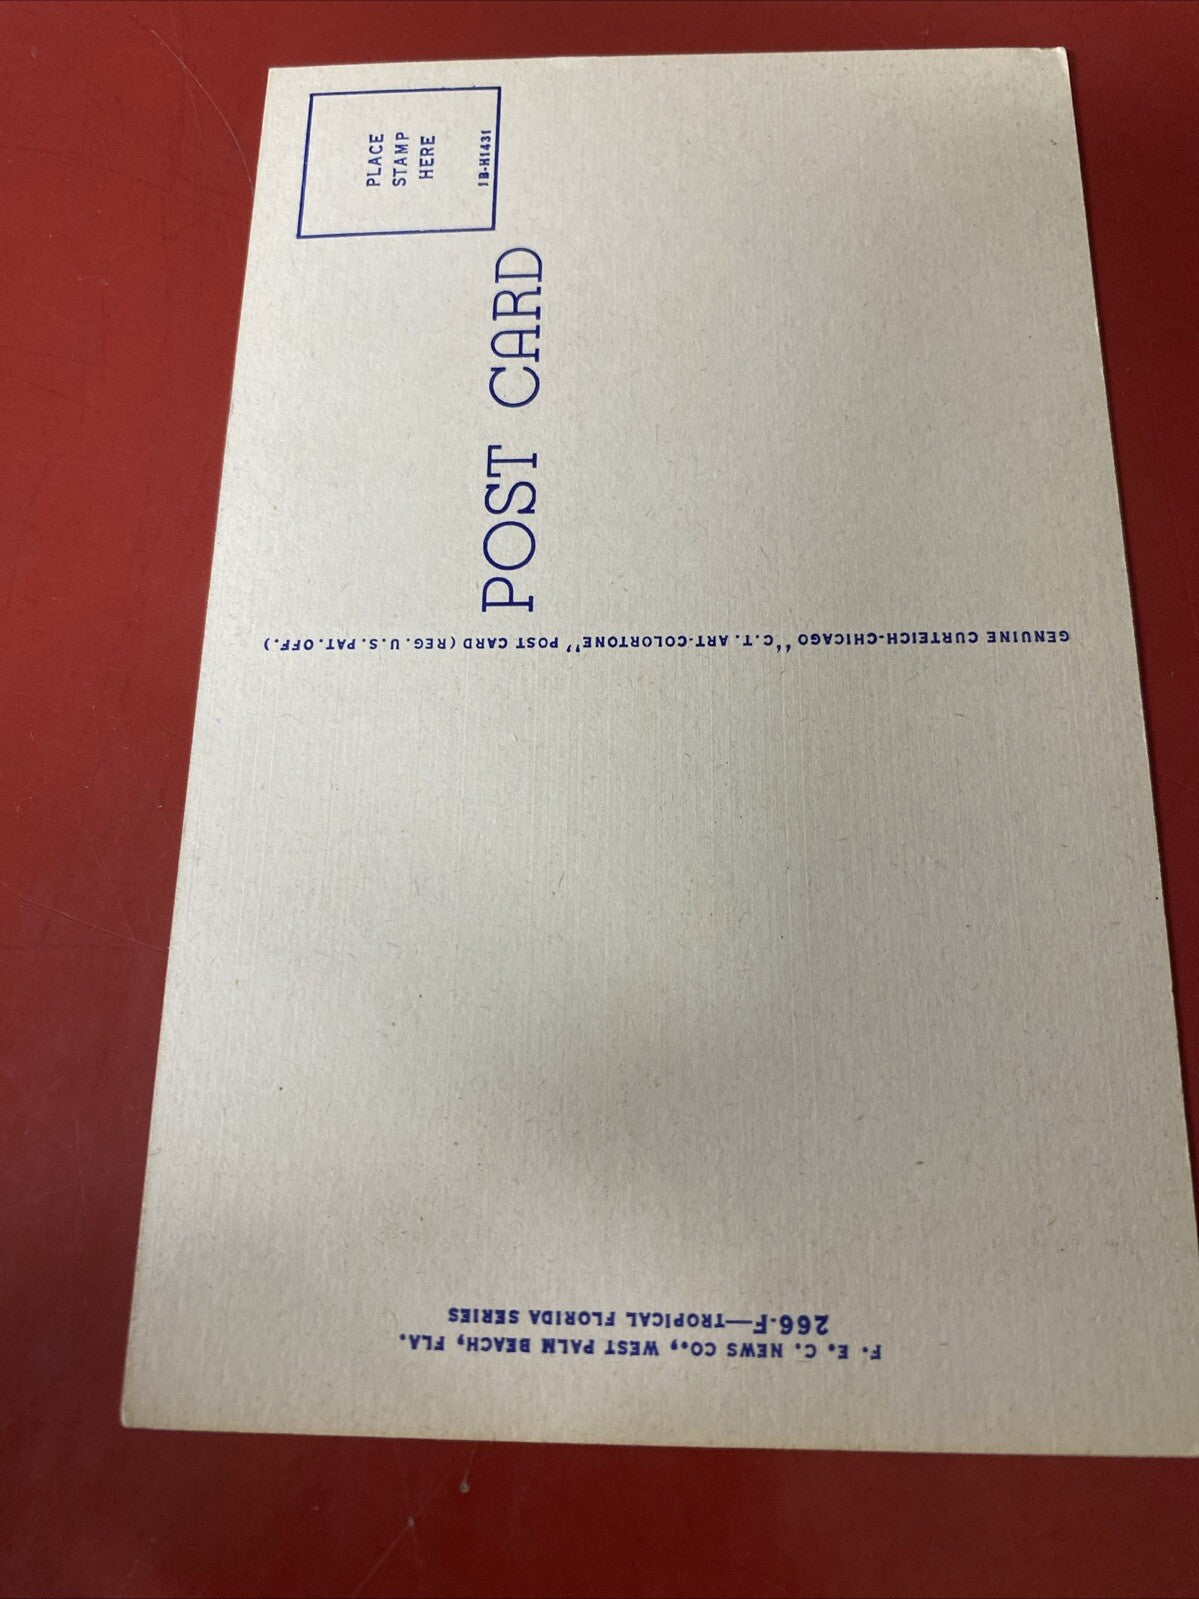 PLACE
STAMP
HERE
1B-H1431
POST CARD
GENUINE CURTEICH-CHICAGO "C.T. ART-COLORTONE" POST CARD (REG. U.S. PAT. OFF.)
F. E. C. NEWS CO., WEST PALM BEACH, FLA.
266-F—TROPICAL FLORIDA SERIES